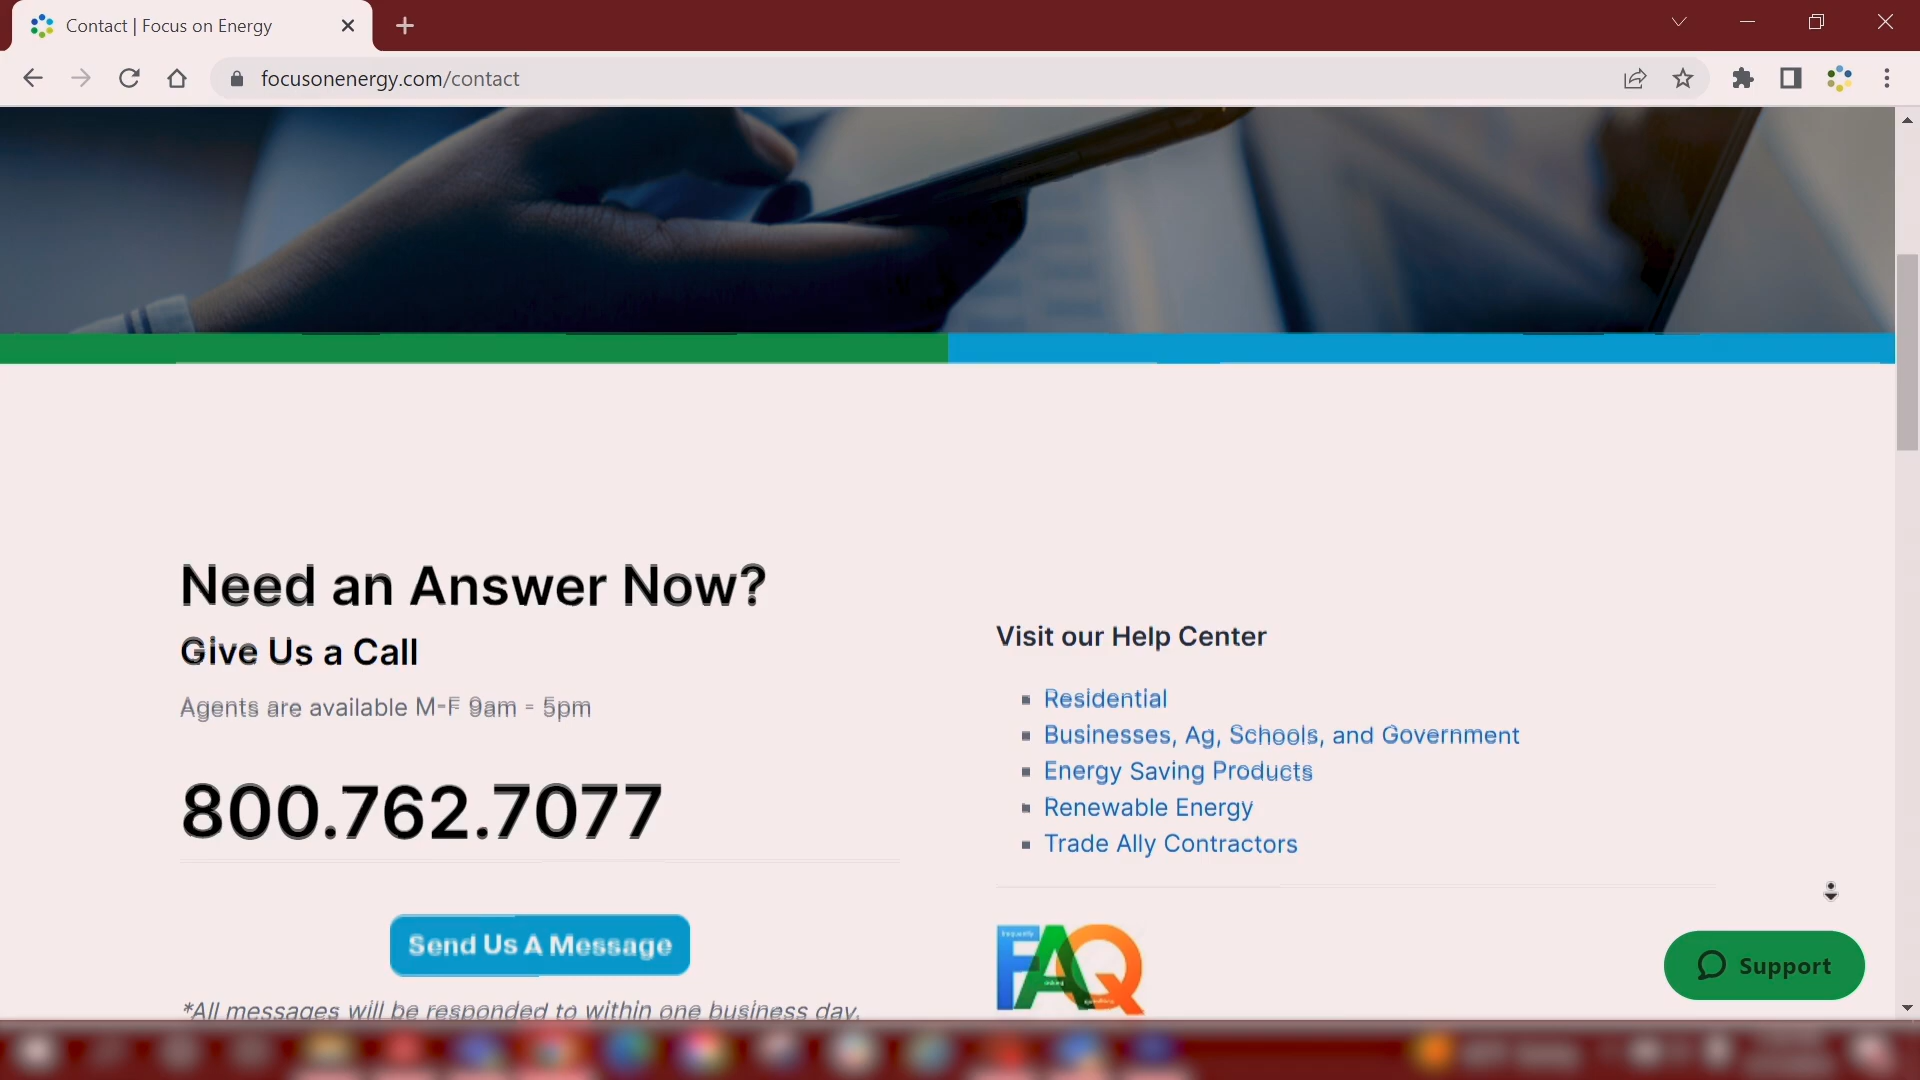 Contact | Focus on Energy
focusonenergy.com/contact
Need an Answer Now?
Give Us a Call
Agents are available M-F 9am - 5pm
800.762.7077
Send Us A Message
*All messages will be responded to within one business day.
Visit our Help Center
Residential
Businesses, Ag, Schools, and Government
Energy Saving Products
Renewable Energy
Trade Ally Contractors
FAQ
Support